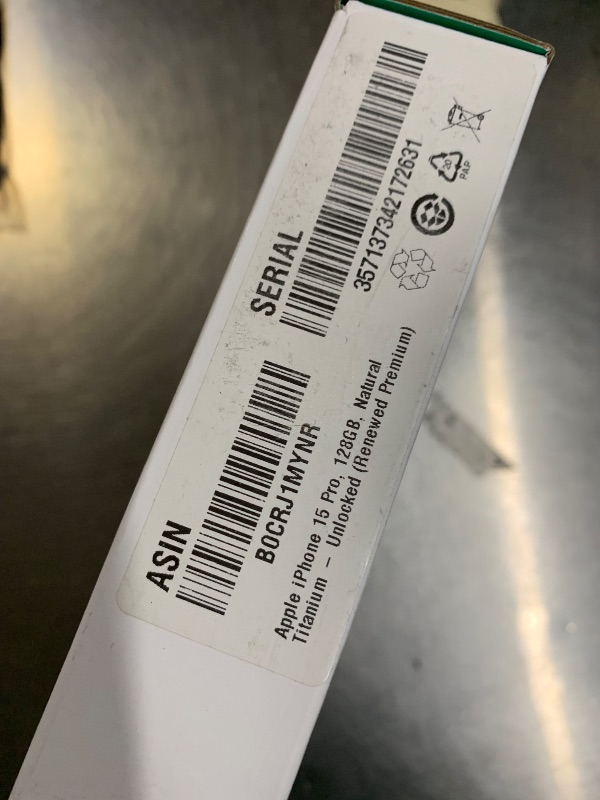 ASIN
B0CRJ1MYNR
SERIAL
357137342172631
Apple iPhone 15 Pro, 128GB, Natural
Titanium – Unlocked (Renewed Premium)
20
PAP